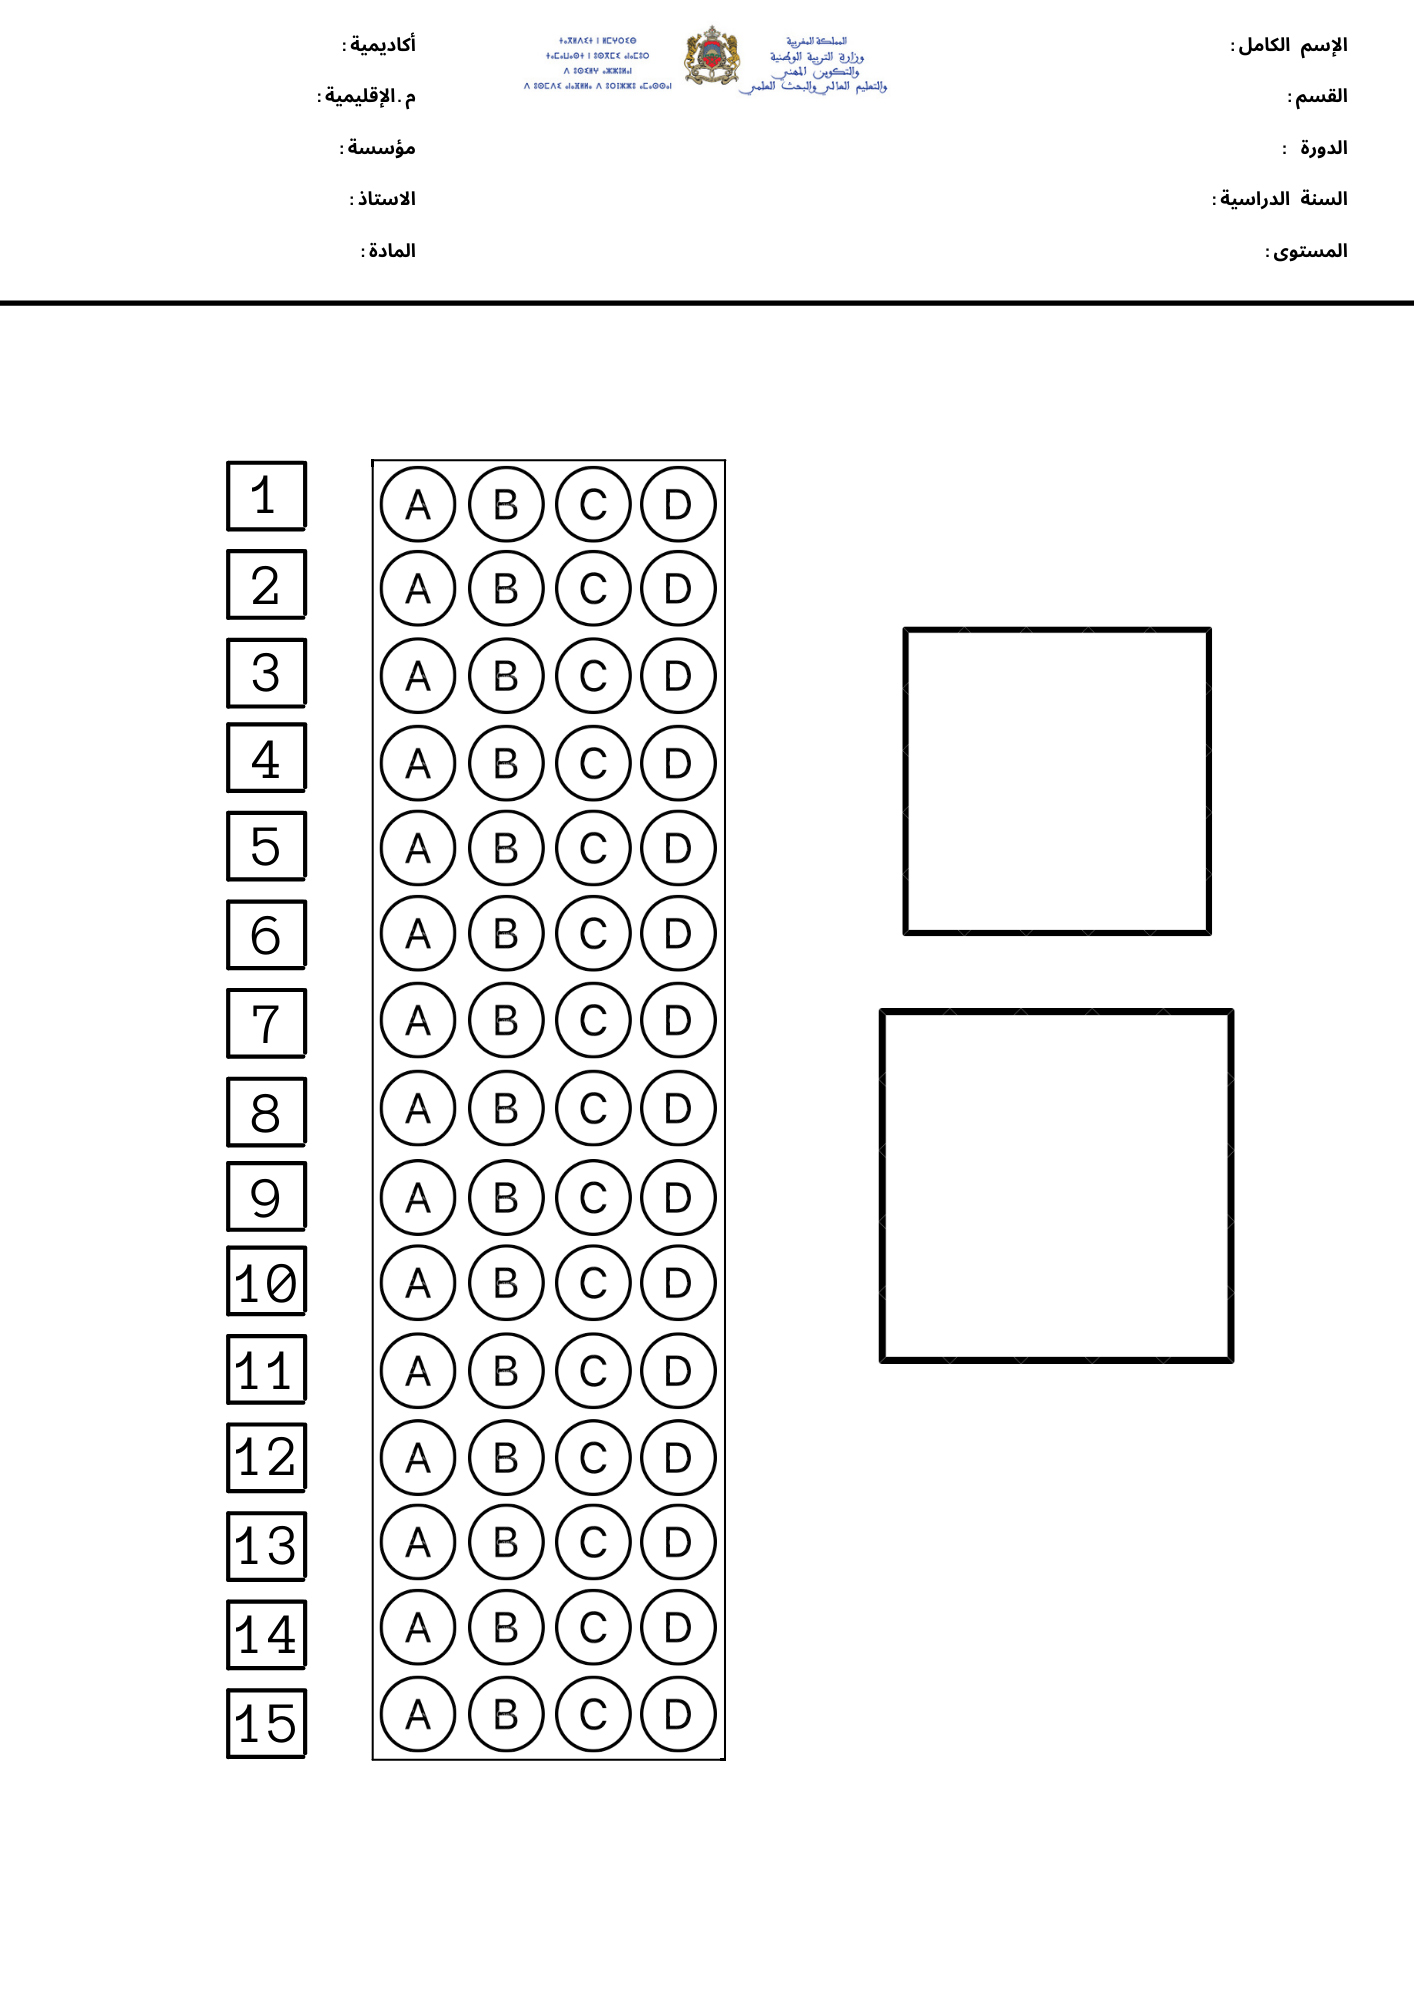 الإسم الكامل :
القسم :
الدورة :
السنة الدراسية :
المستوى :
ⵜⴰⴳⵍⴷⵉⵜ ⵏ ⵍⵎⵖⵔⵉⴱ
المملكة المغربية
وزارة التربية الوطنية
والتكوين المهني
والتعليم العالي والبحث العلمي
أكاديمية :
م.الإقليمية :
مؤسسة :
الاستاذ :
المادة :
1 A B C D
2 A B C D
3 A B C D
4 A B C D
5 A B C D
6 A B C D
7 A B C D
8 A B C D
9 A B C D
10 A B C D
11 A B C D
12 A B C D
13 A B C D
14 A B C D
15 A B C D